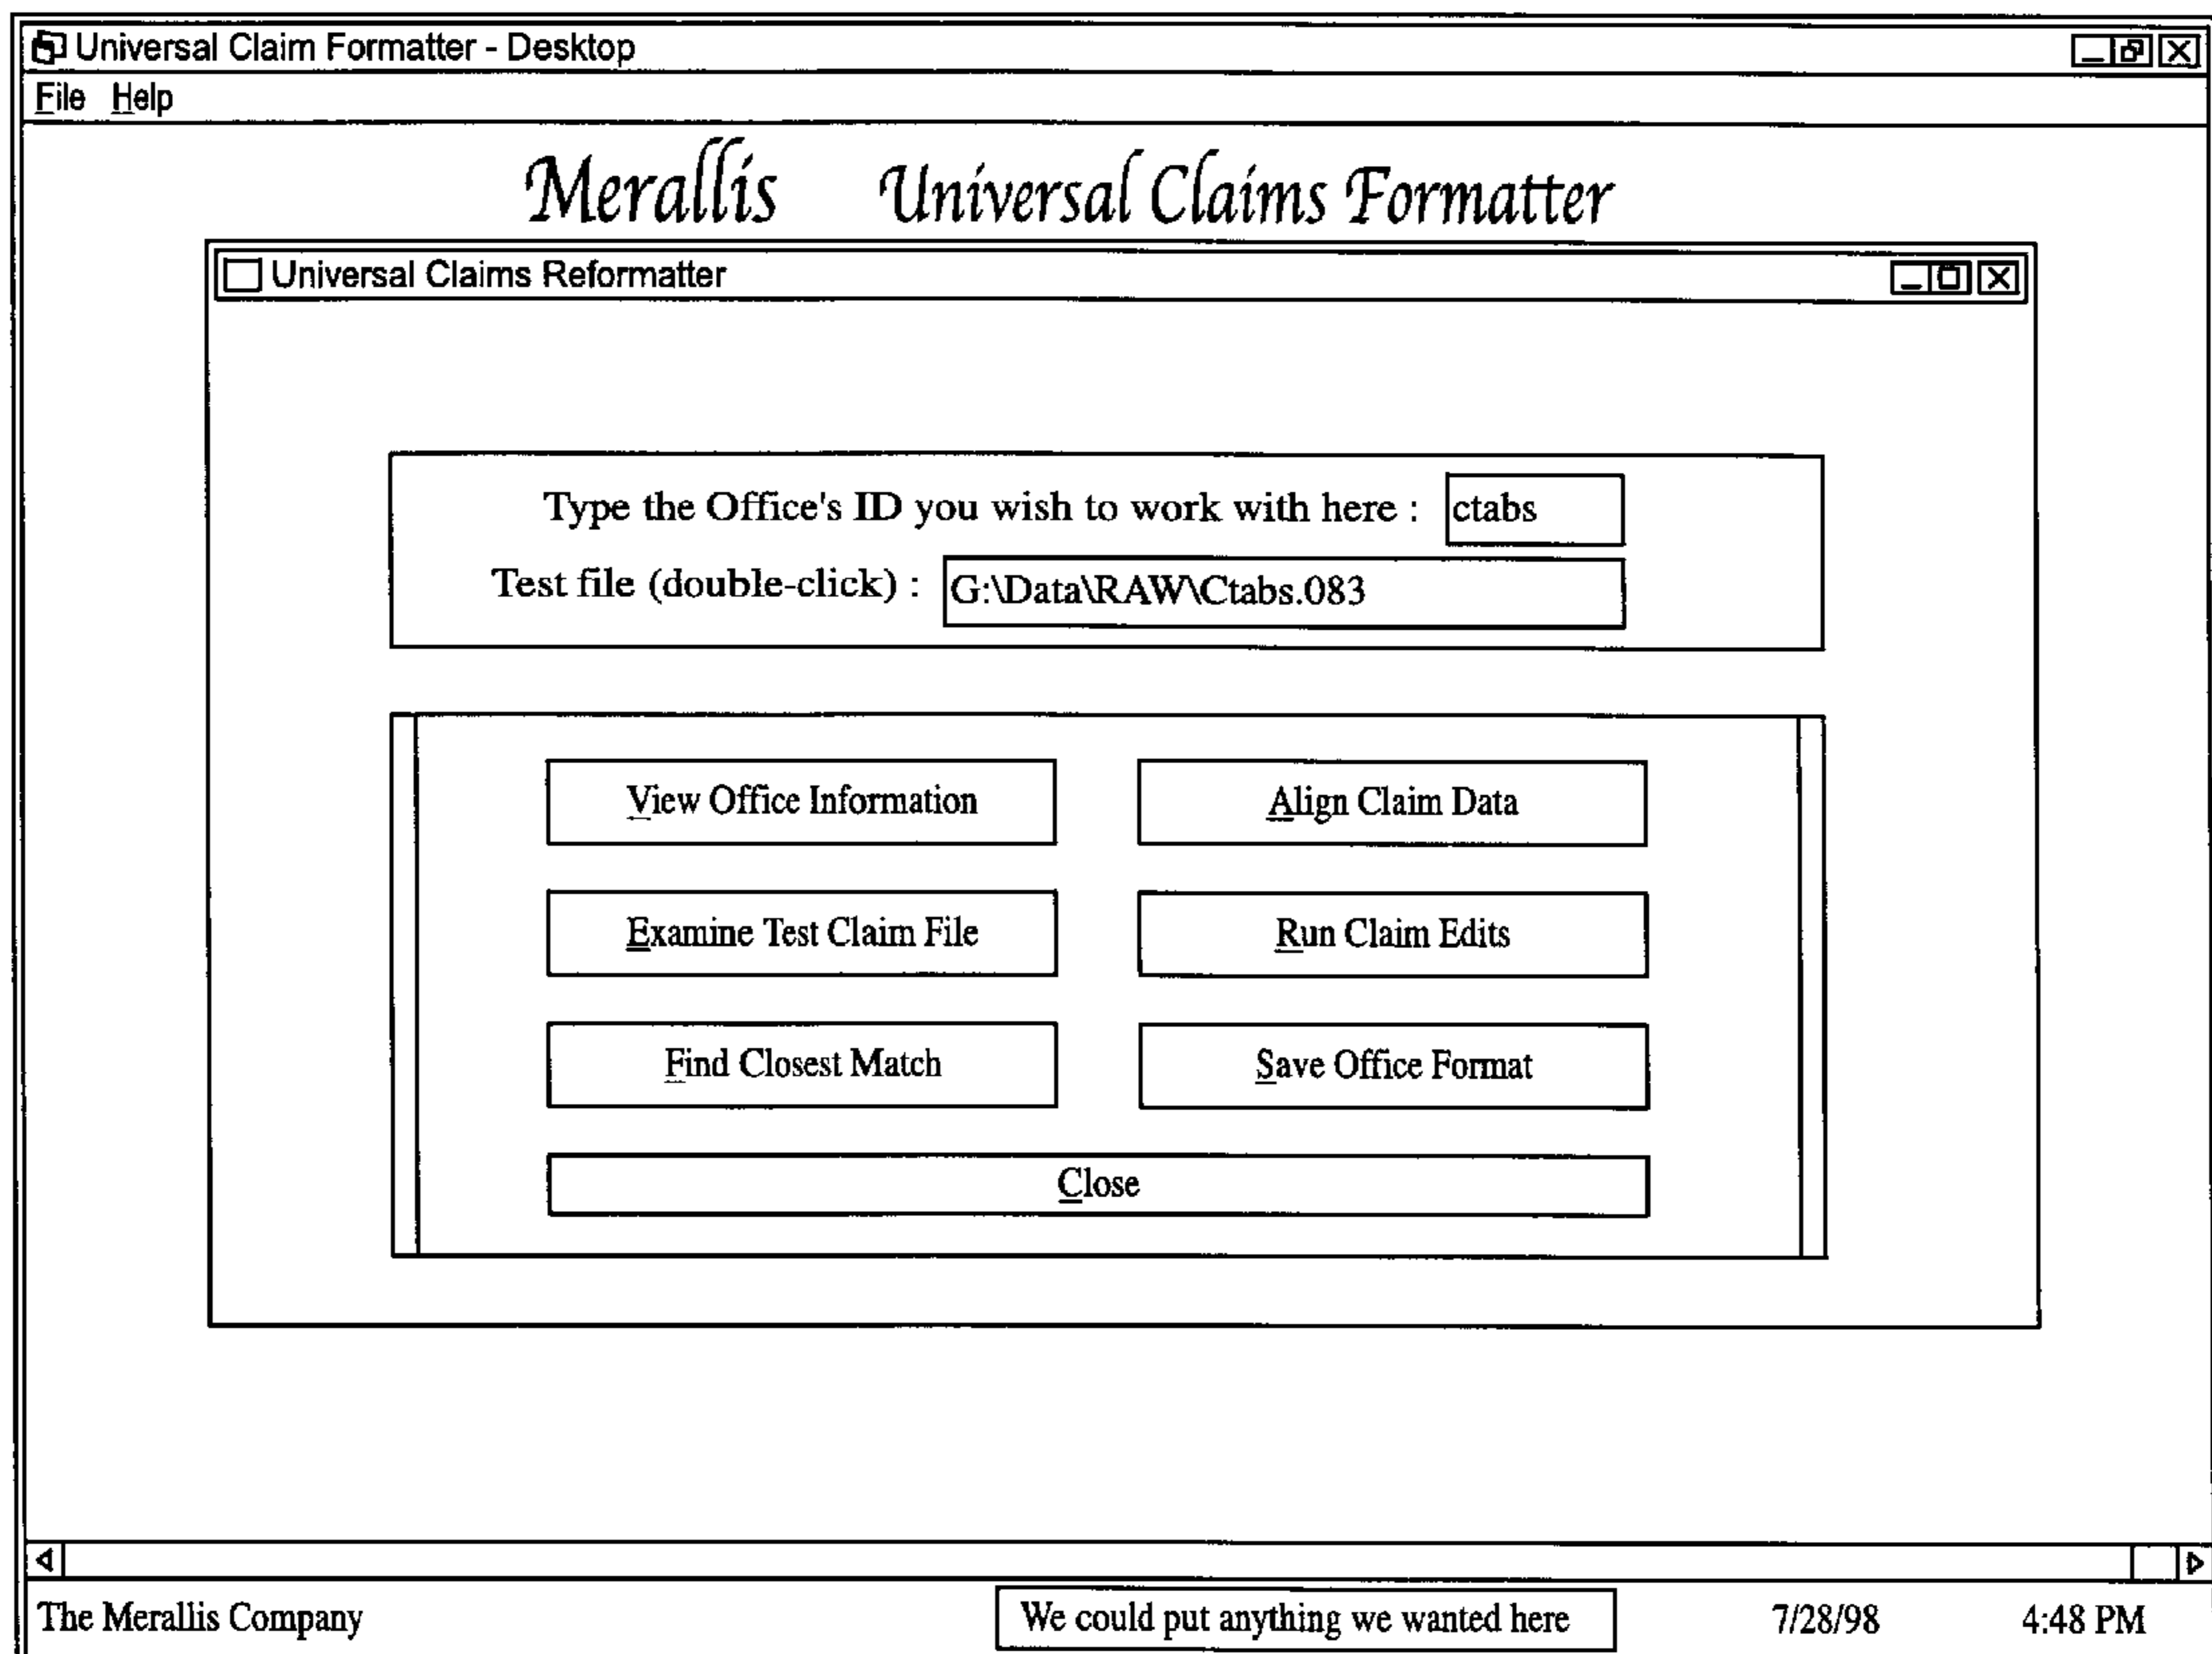 Universal Claim Formatter - Desktop
File Help
Merallis Universal Claims Formatter
Universal Claims Reformatter
Type the Office's ID you wish to work with here : ctabs
Test file (double-click) : G:\Data\RAW\Ctabs.083
View Office Information Align Claim Data
Examine Test Claim File Run Claim Edits
Find Closest Match Save Office Format
Close
The Merallis Company We could put anything we wanted here 7/28/98 4:48 PM